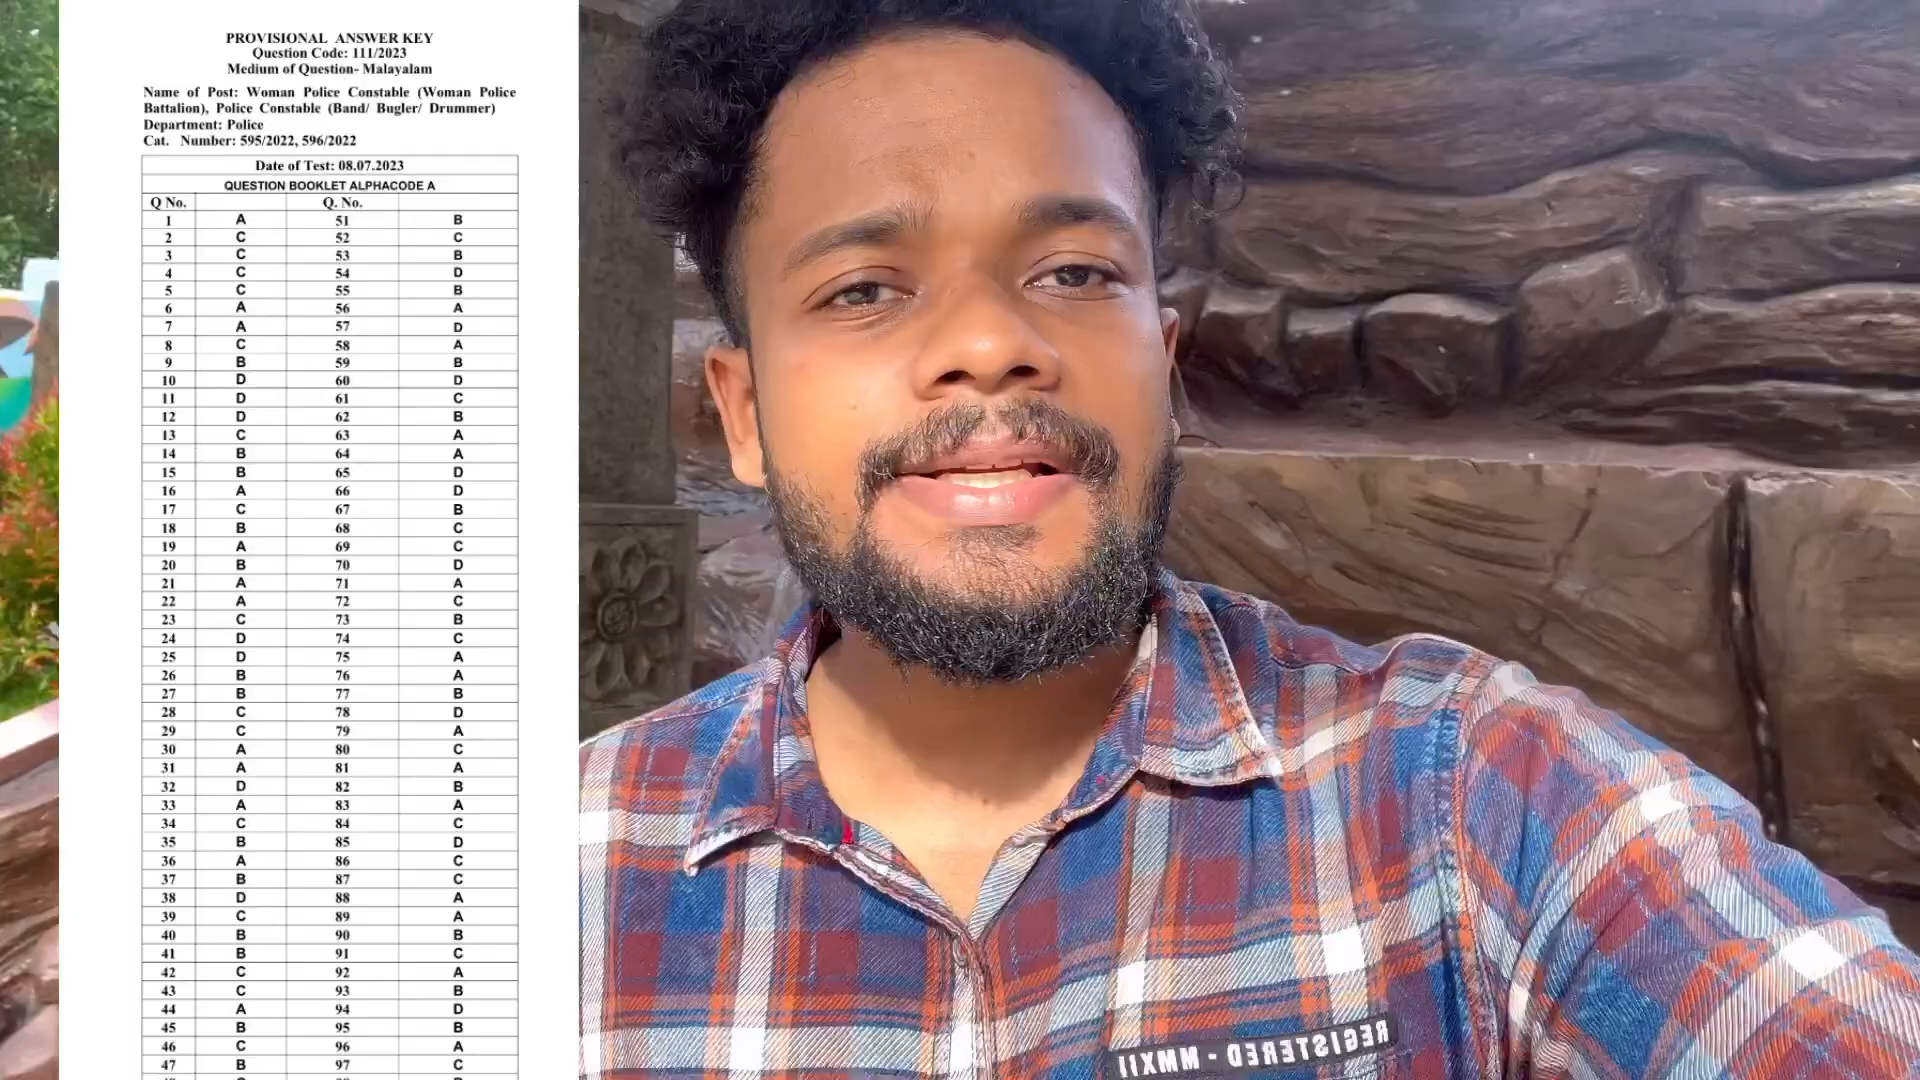 PROVISIONAL ANSWER KEY
Question Code: 111/2023
Medium of Question- Malayalam
Name of Post: Woman Police Constable (Woman Police
Battalion), Police Constable (Band/ Bugler/ Drummer)
Department: Police
Cat. Number: 595/2022, 596/2022
Date of Test: 08.07.2023
QUESTION BOOKLET ALPHACODE A
Q No. Q. No.
1 A 51 B
2 C 52 C
3 C 53 B
4 C 54 D
5 C 55 B
6 A 56 A
7 A 57 D
8 C 58 A
9 B 59 B
10 D 60 D
11 D 61 C
12 D 62 B
13 C 63 A
14 B 64 A
15 B 65 D
16 A 66 D
17 C 67 B
18 B 68 C
19 A 69 C
20 B 70 D
21 A 71 A
22 A 72 C
23 C 73 B
24 D 74 C
25 D 75 A
26 B 76 A
27 B 77 B
28 C 78 D
29 C 79 A
30 A 80 C
31 A 81 A
32 D 82 B
33 A 83 A
34 C 84 C
35 B 85 D
36 A 86 C
37 B 87 C
38 D 88 A
39 C 89 A
40 B 90 B
41 B 91 C
42 C 92 A
43 C 93 B
44 A 94 D
45 B 95 B
46 C 96 A
47 B 97 C
REGISTERED - MMXII